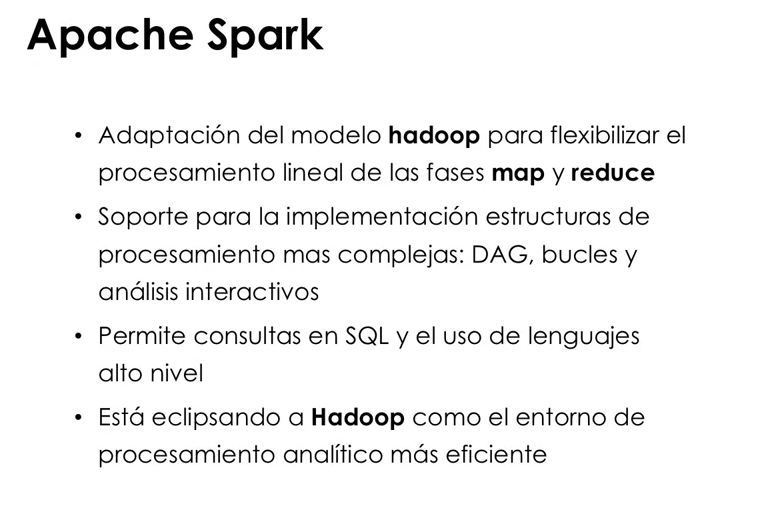 Apache Spark
• Adaptación del modelo hadoop para flexibilizar el
procesamiento lineal de las fases map y reduce
• Soporte para la implementación estructuras de
procesamiento mas complejas: DAG, bucles y
análisis interactivos
• Permite consultas en SQL y el uso de lenguajes
alto nivel
• Está eclipsando a Hadoop como el entorno de
procesamiento analítico más eficiente